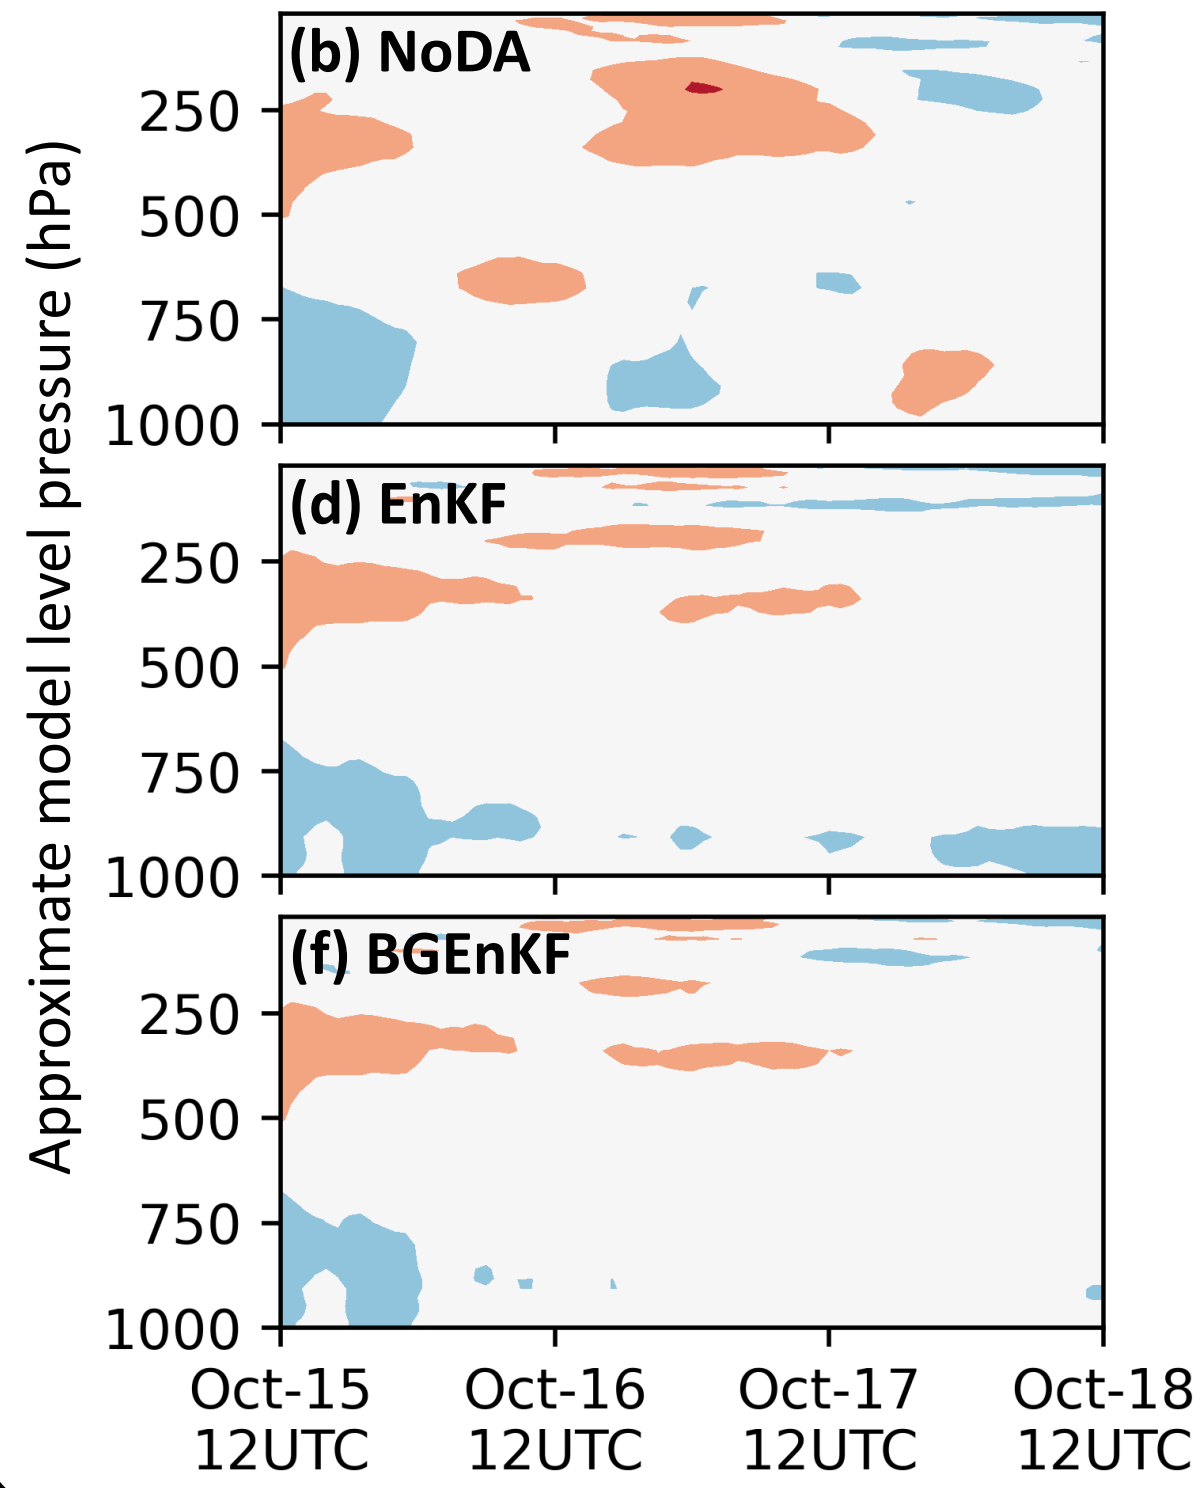 Approximate model level pressure (hPa)
(b) NoDA
250
500
750
1000
(d) EnKF
250
500
750
1000
(f) BGEnKF
250
500
750
1000
Oct-15 Oct-16 Oct-17 Oct-18
12UTC 12UTC 12UTC 12UTC